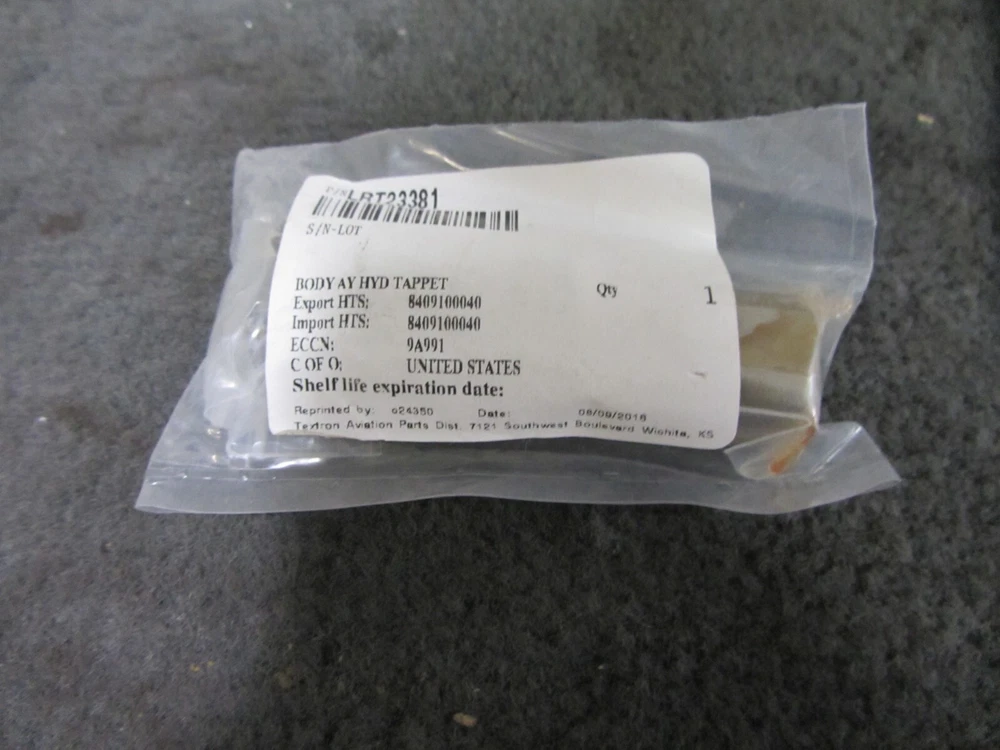 P/N LRT23381
S/N-LOT
BODY AY HYD TAPPET Qty 1
Export HTS: 8409100040
Import HTS: 8409100040
ECCN: 9A991
C OF O: UNITED STATES
Shelf life expiration date:
Reprinted by: o24350 Date: 08/09/2016
Textron Aviation Parts Dist. 7121 Southwest Boulevard Wichita, KS